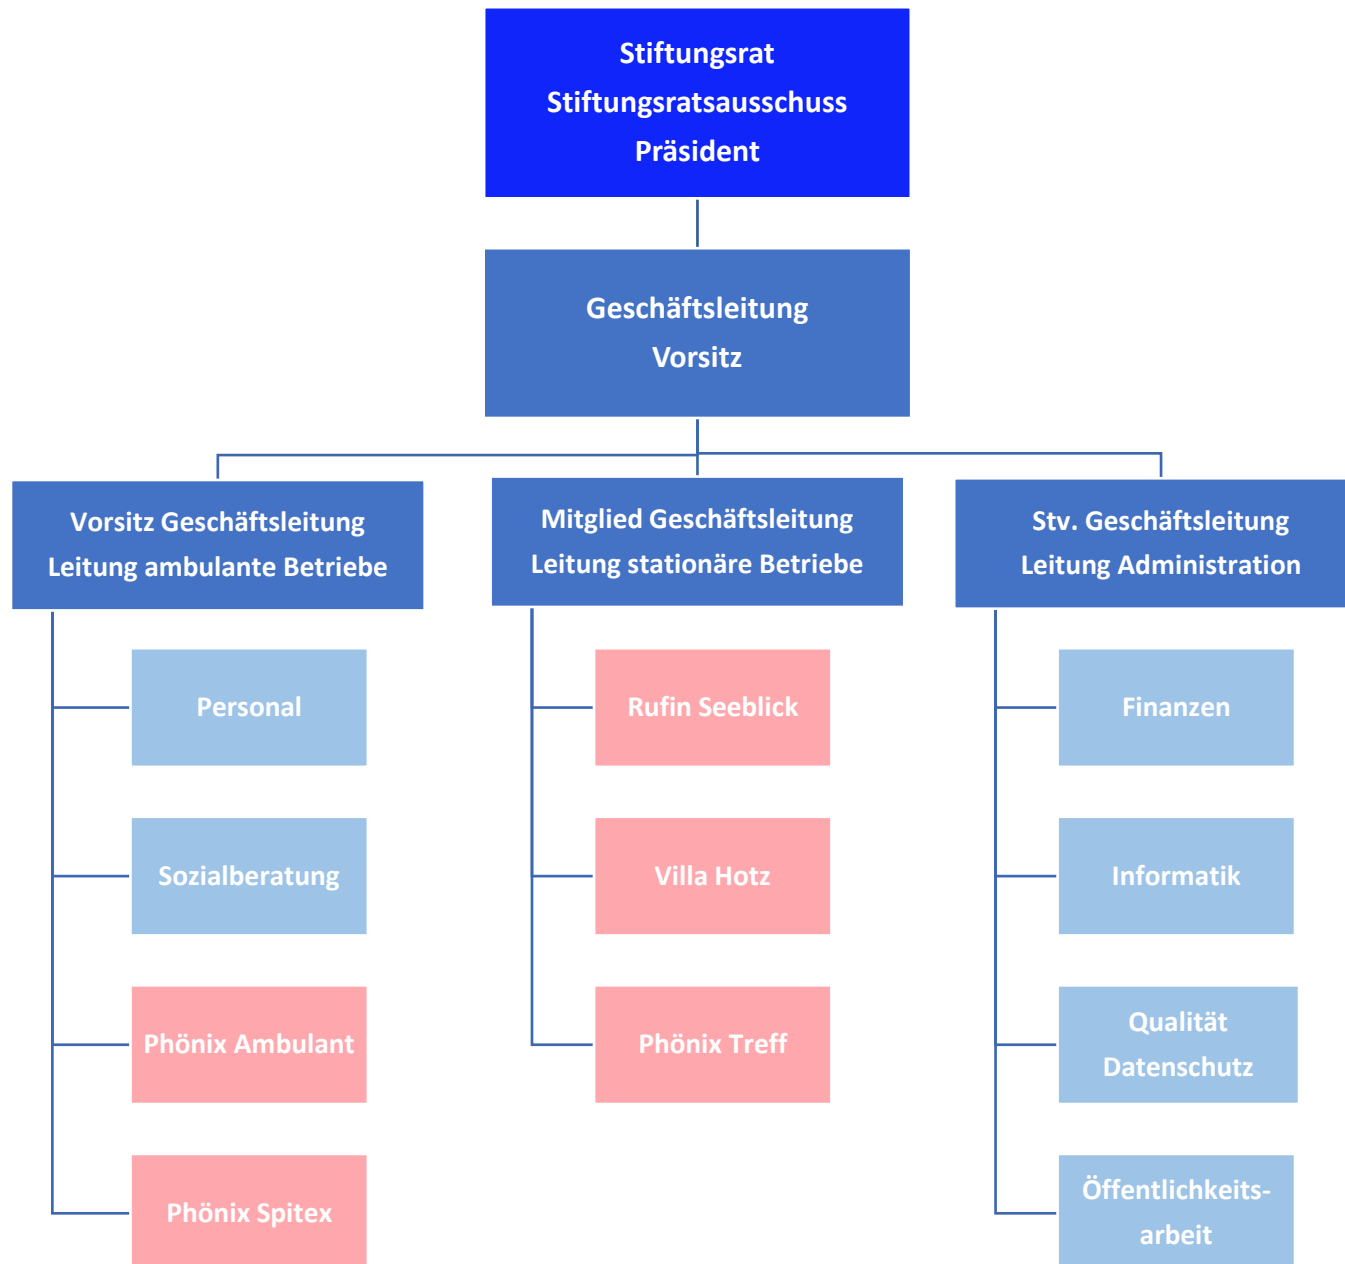 Stiftungsrat
Stiftungsratsausschuss
Präsident
Geschäftsleitung
Vorsitz
Vorsitz Geschäftsleitung
Leitung ambulante Betriebe
Personal
Sozialberatung
Phönix Ambulant
Phönix Spitex
Mitglied Geschäftsleitung
Leitung stationäre Betriebe
Rufin Seeblick
Villa Hotz
Phönix Treff
Stv. Geschäftsleitung
Leitung Administration
Finanzen
Informatik
Qualität
Datenschutz
Öffentlichkeits-
arbeit